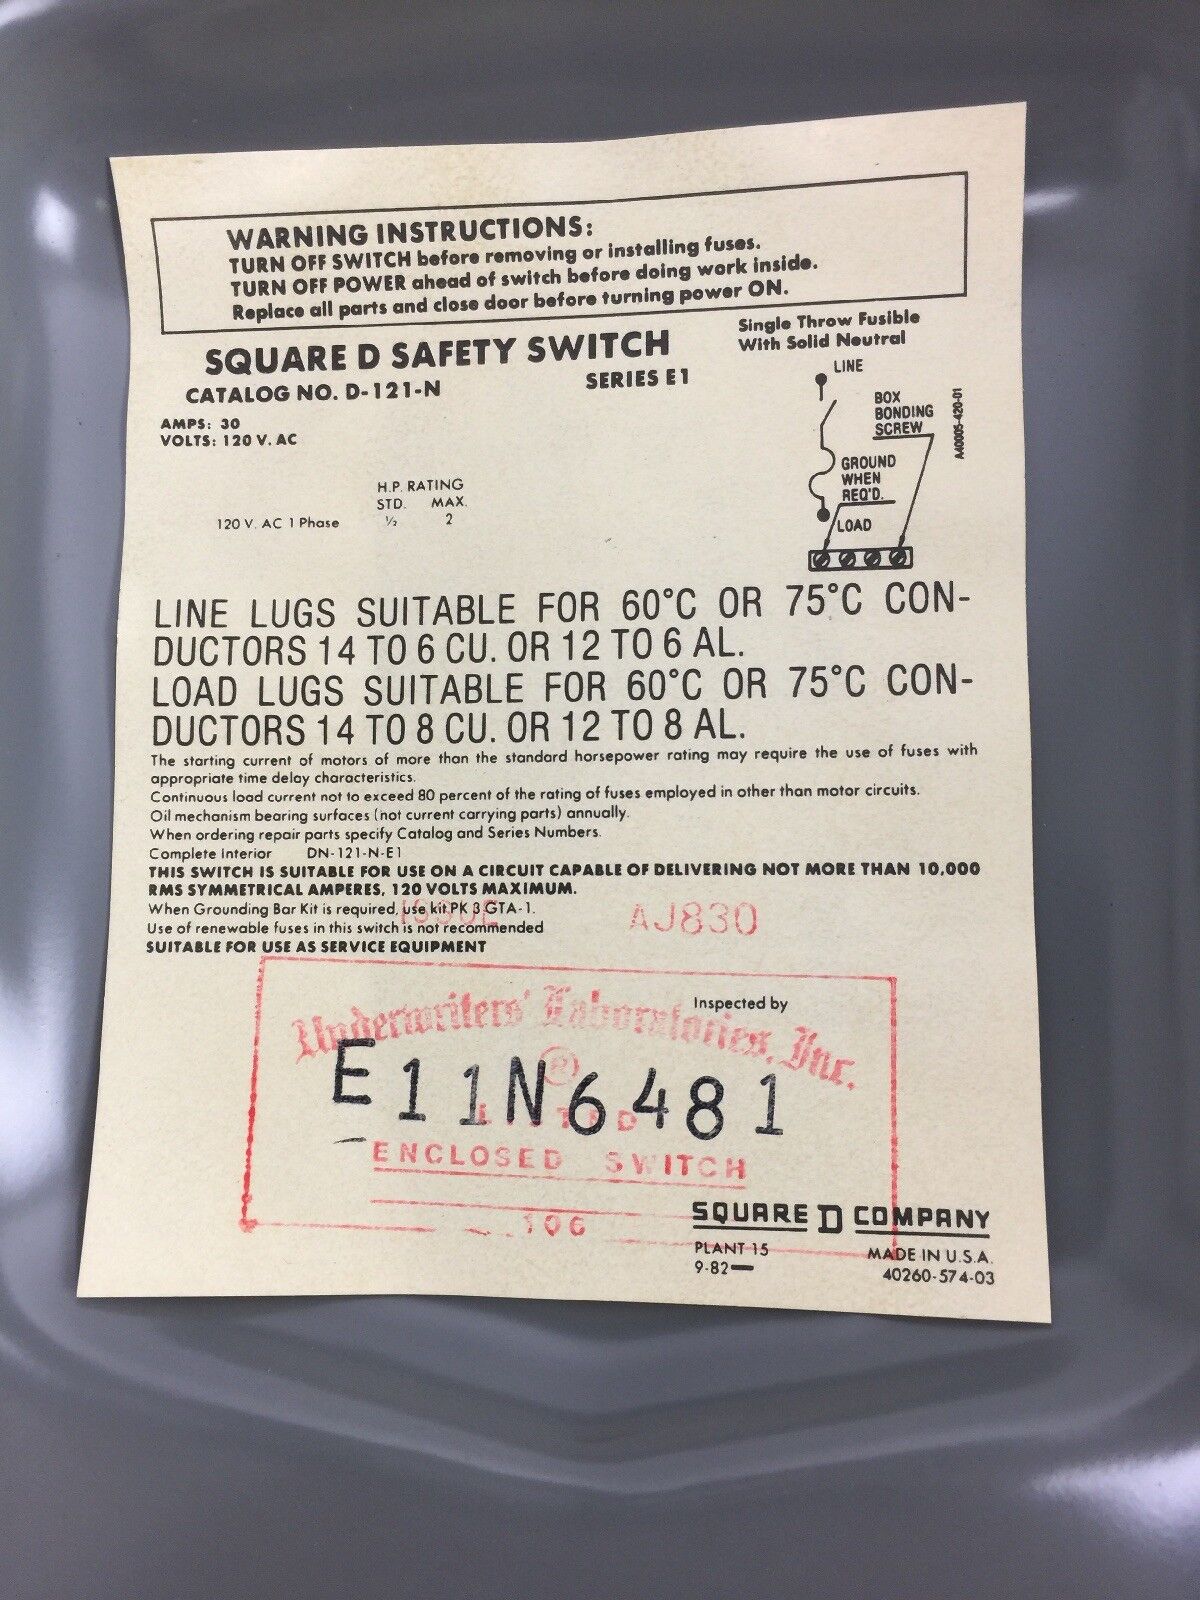 WARNING INSTRUCTIONS:
TURN OFF SWITCH before removing or installing fuses.
TURN OFF POWER ahead of switch before doing work inside.
Replace all parts and close door before turning power ON.
SQUARE D SAFETY SWITCH
CATALOG NO. D-121-N SERIES E1
AMPS: 30
VOLTS: 120 V. AC
H.P. RATING
STD. MAX.
120 V. AC 1 Phase ½ 2
Single Throw Fusible
With Solid Neutral
LINE
BOX
BONDING
SCREW
GROUND
WHEN
REQ'D.
LOAD
A40005-420-01
LINE LUGS SUITABLE FOR 60°C OR 75°C CON-
DUCTORS 14 TO 6 CU. OR 12 TO 6 AL.
LOAD LUGS SUITABLE FOR 60°C OR 75°C CON-
DUCTORS 14 TO 8 CU. OR 12 TO 8 AL.
The starting current of motors of more than the standard horsepower rating may require the use of fuses with
appropriate time delay characteristics.
Continuous load current not to exceed 80 percent of the rating of fuses employed in other than motor circuits.
Oil mechanism bearing surfaces (not current carrying parts) annually.
When ordering repair parts specify Catalog and Series Numbers.
Complete Interior DN-121-N-E1
THIS SWITCH IS SUITABLE FOR USE ON A CIRCUIT CAPABLE OF DELIVERING NOT MORE THAN 10,000
RMS SYMMETRICAL AMPERES, 120 VOLTS MAXIMUM.
When Grounding Bar Kit is required, use kit PK 3 GTA-1.
ISSUE AJ830
Use of renewable fuses in this switch is not recommended
SUITABLE FOR USE AS SERVICE EQUIPMENT
Inspected by
Underwriters' Laboratories, Inc.
®
E11N6481
LISTED
ENCLOSED SWITCH
106
SQUARE D COMPANY
PLANT 15 MADE IN U.S.A.
9-82— 40260-574-03